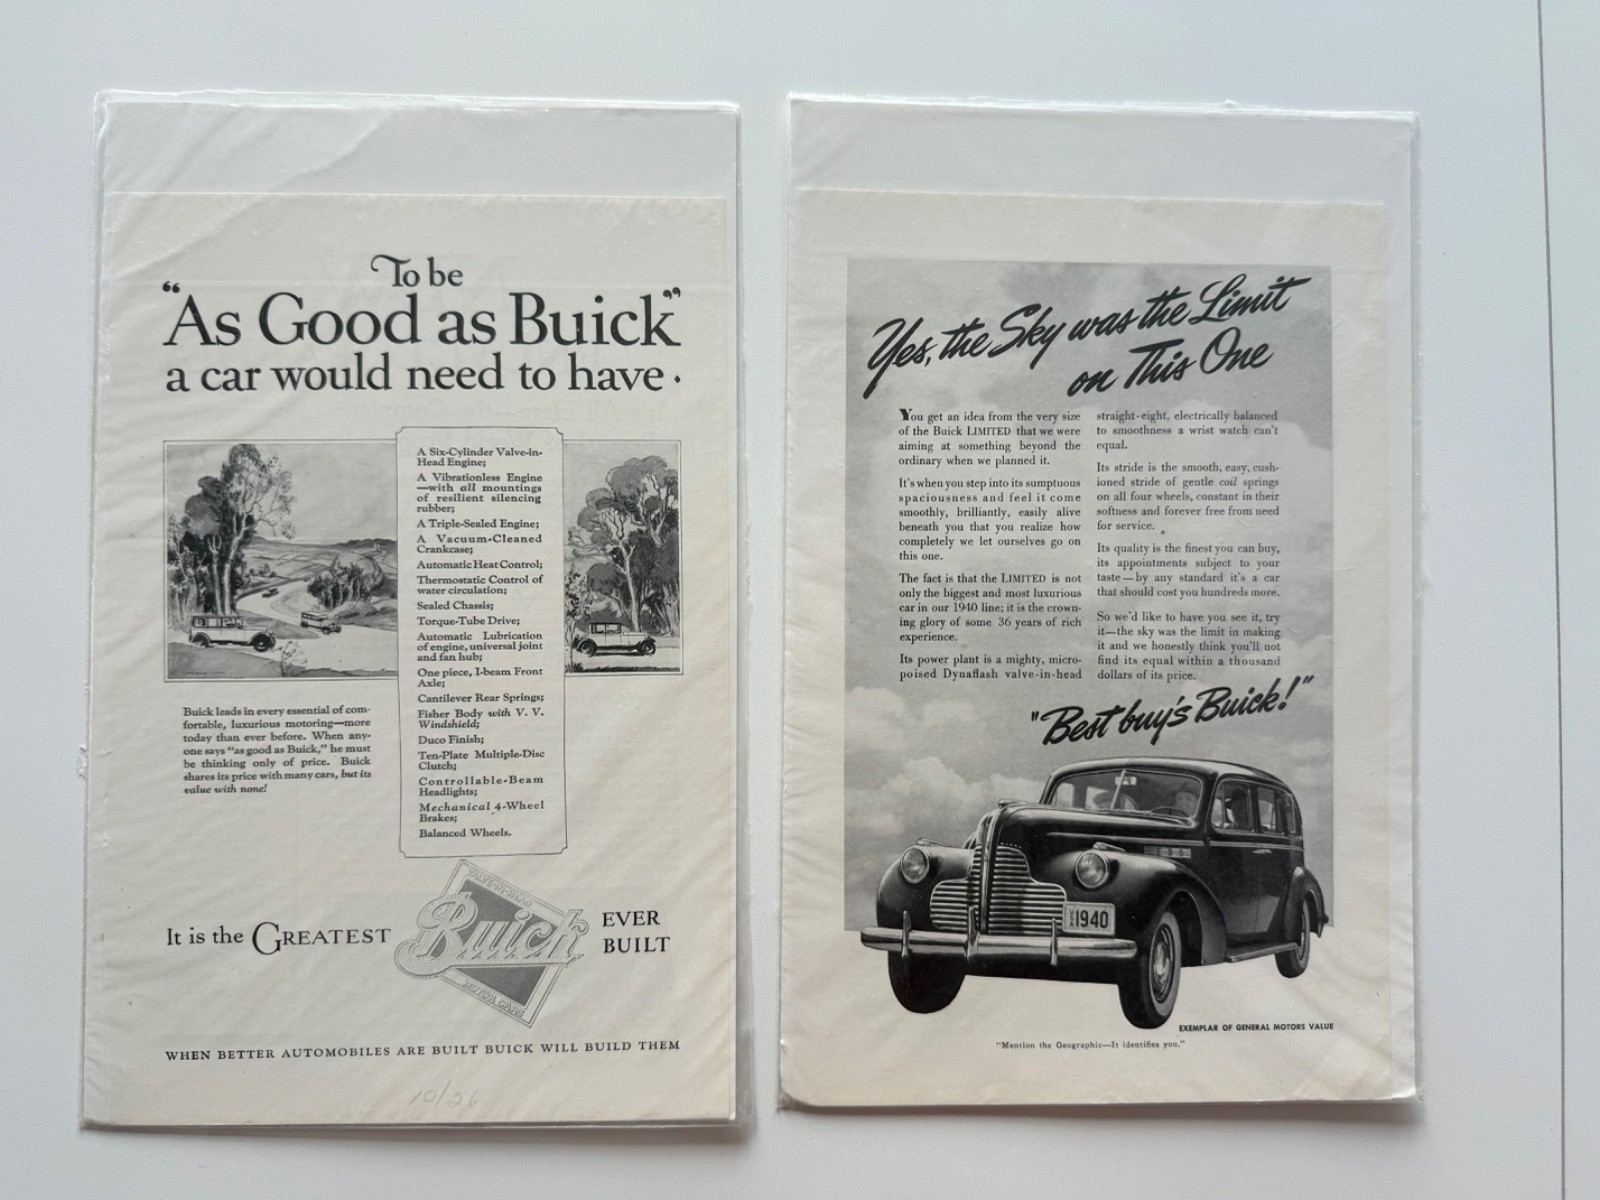 To be
"As Good as Buick"
a car would need to have.
A Six-Cylinder Valve-in-
Head Engine;
A Vibrationless Engine
—with all mountings
of resilient silencing
rubber;
A Triple-Sealed Engine;
A Vacuum-Cleaned
Crankcase;
Automatic Heat Control;
Thermostatic Control of
water circulation;
Sealed Chassis;
Torque-Tube Drive;
Automatic Lubrication
of engine, universal joint
and fan hub;
One piece, I-beam Front
Axle;
Cantilever Rear Springs;
Fisher Body with V. V.
Windshield;
Duco Finish;
Ten-Plate Multiple-Disc
Clutch;
Controllable-Beam
Headlights;
Mechanical 4-Wheel
Brakes;
Balanced Wheels.
Buick leads in every essential of com-
fortable, luxurious motoring—more
today than ever before. When any-
one says "as good as Buick," he must
be thinking only of price. Buick
shares its price with many cars, but its
value with none!
It is the GREATEST
VALVE-IN-HEAD
Buick
MOTOR CARS
EVER
BUILT
WHEN BETTER AUTOMOBILES ARE BUILT BUICK WILL BUILD THEM
10/26
Yes, the Sky was the Limit
on This One
You get an idea from the very size
of the Buick LIMITED that we were
aiming at something beyond the
ordinary when we planned it.
It's when you step into its sumptuous
spaciousness and feel it come
smoothly, brilliantly, easily alive
beneath you that you realize how
completely we let ourselves go on
this one.
The fact is that the LIMITED is not
only the biggest and most luxurious
car in our 1940 line; it is the crown-
ing glory of some 36 years of rich
experience.
Its power plant is a mighty, micro-
poised Dynaflash valve-in-head
straight-eight, electrically balanced
to smoothness a wrist watch can't
equal.
Its stride is the smooth, easy, cush-
ioned stride of gentle coil springs
on all four wheels, constant in their
softness and forever free from need
for service.
Its quality is the finest you can buy,
its appointments subject to your
taste—by any standard it's a car
that should cost you hundreds more.
So we'd like to have you see it, try
it—the sky was the limit in making
it and we honestly think you'll not
find its equal within a thousand
dollars of its price.
"Best buy's Buick!"
1940
EXEMPLAR OF GENERAL MOTORS VALUE
"Mention the Geographic—It identifies you."